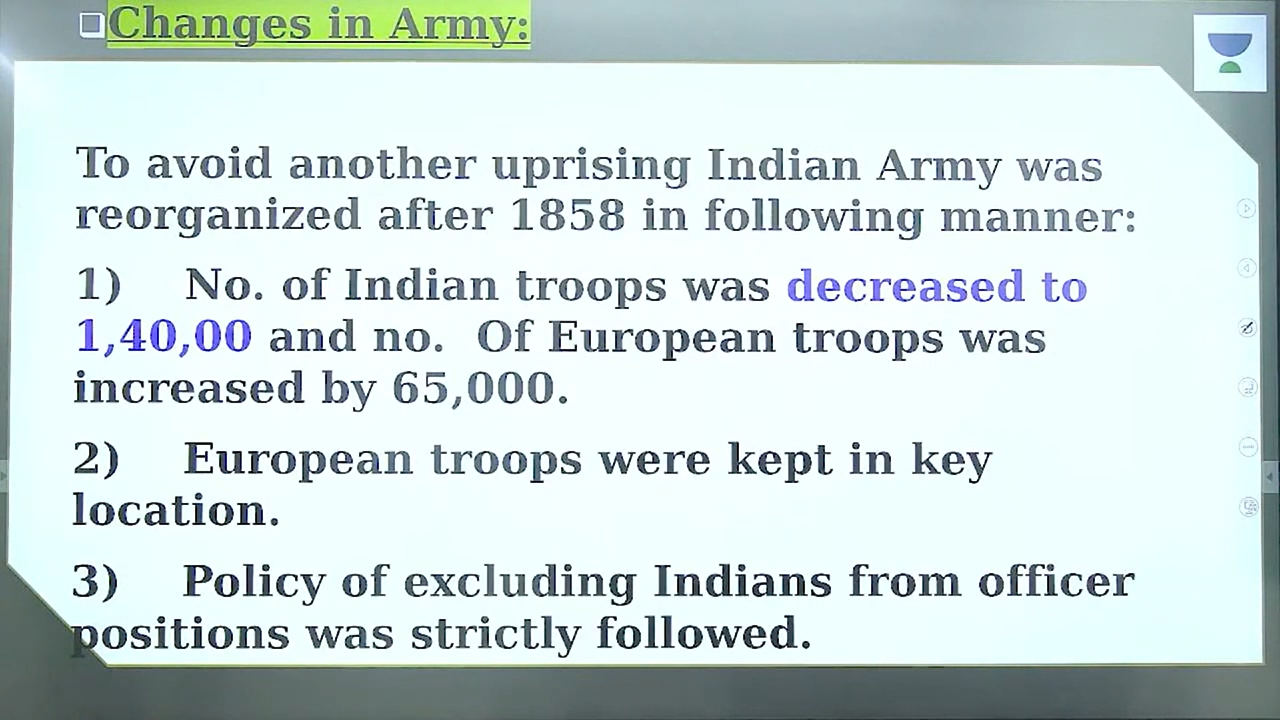 Changes in Army:
To avoid another uprising Indian Army was
reorganized after 1858 in following manner:
1) No. of Indian troops was decreased to
1,40,00 and no. Of European troops was
increased by 65,000.
2) European troops were kept in key
location.
3) Policy of excluding Indians from officer
positions was strictly followed.